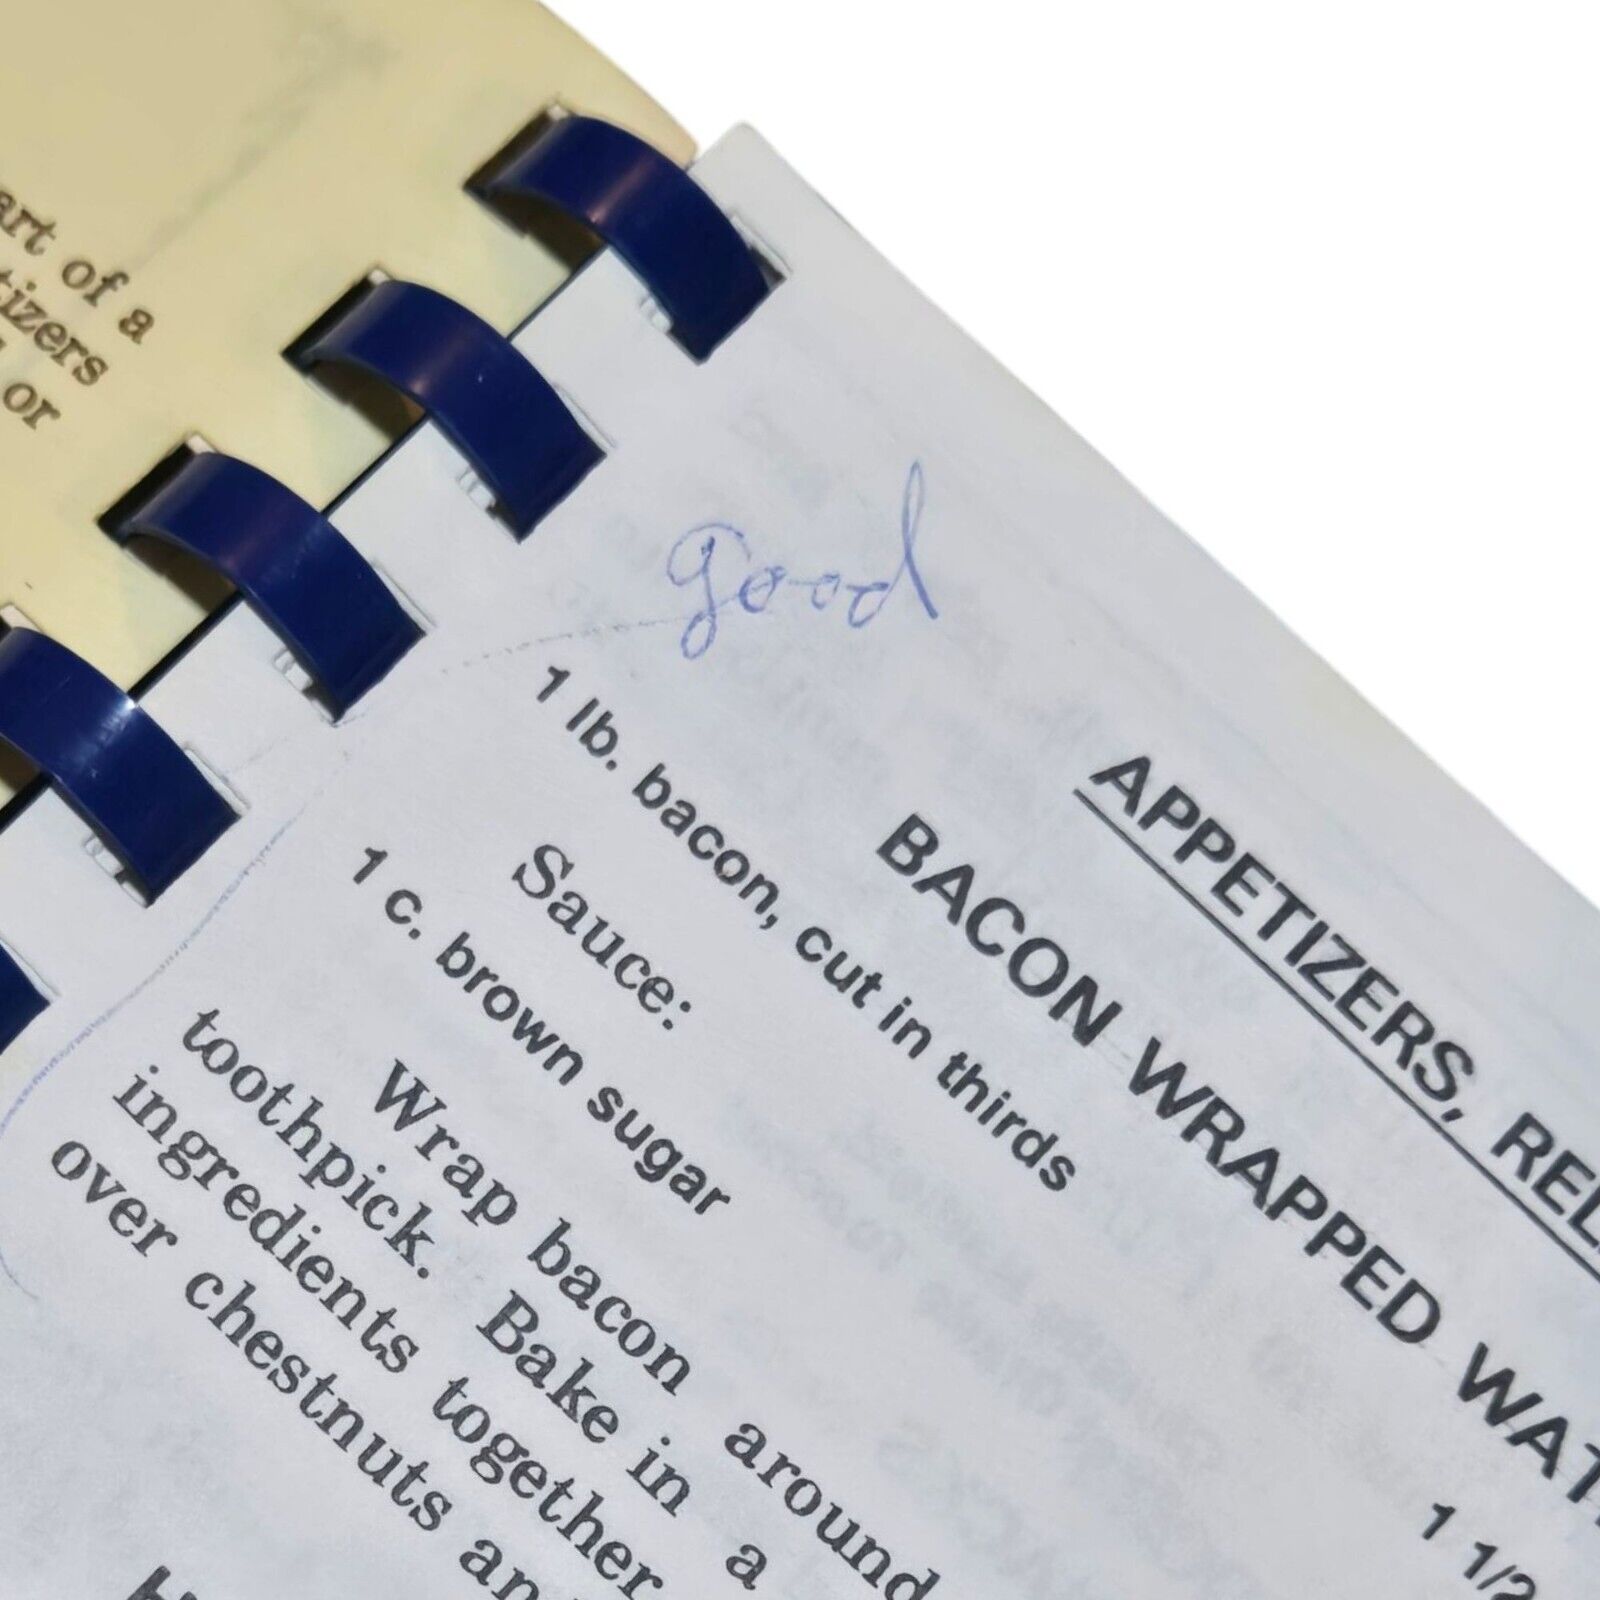 art of a
tizers
or
good
APPETIZERS, REL
BACON WRAPPED WAT
1 lb. bacon, cut in thirds
1 1/2
Sauce:
1 c. brown sugar
Wrap bacon around
toothpick. Bake in a
ingredients together
over chestnuts an